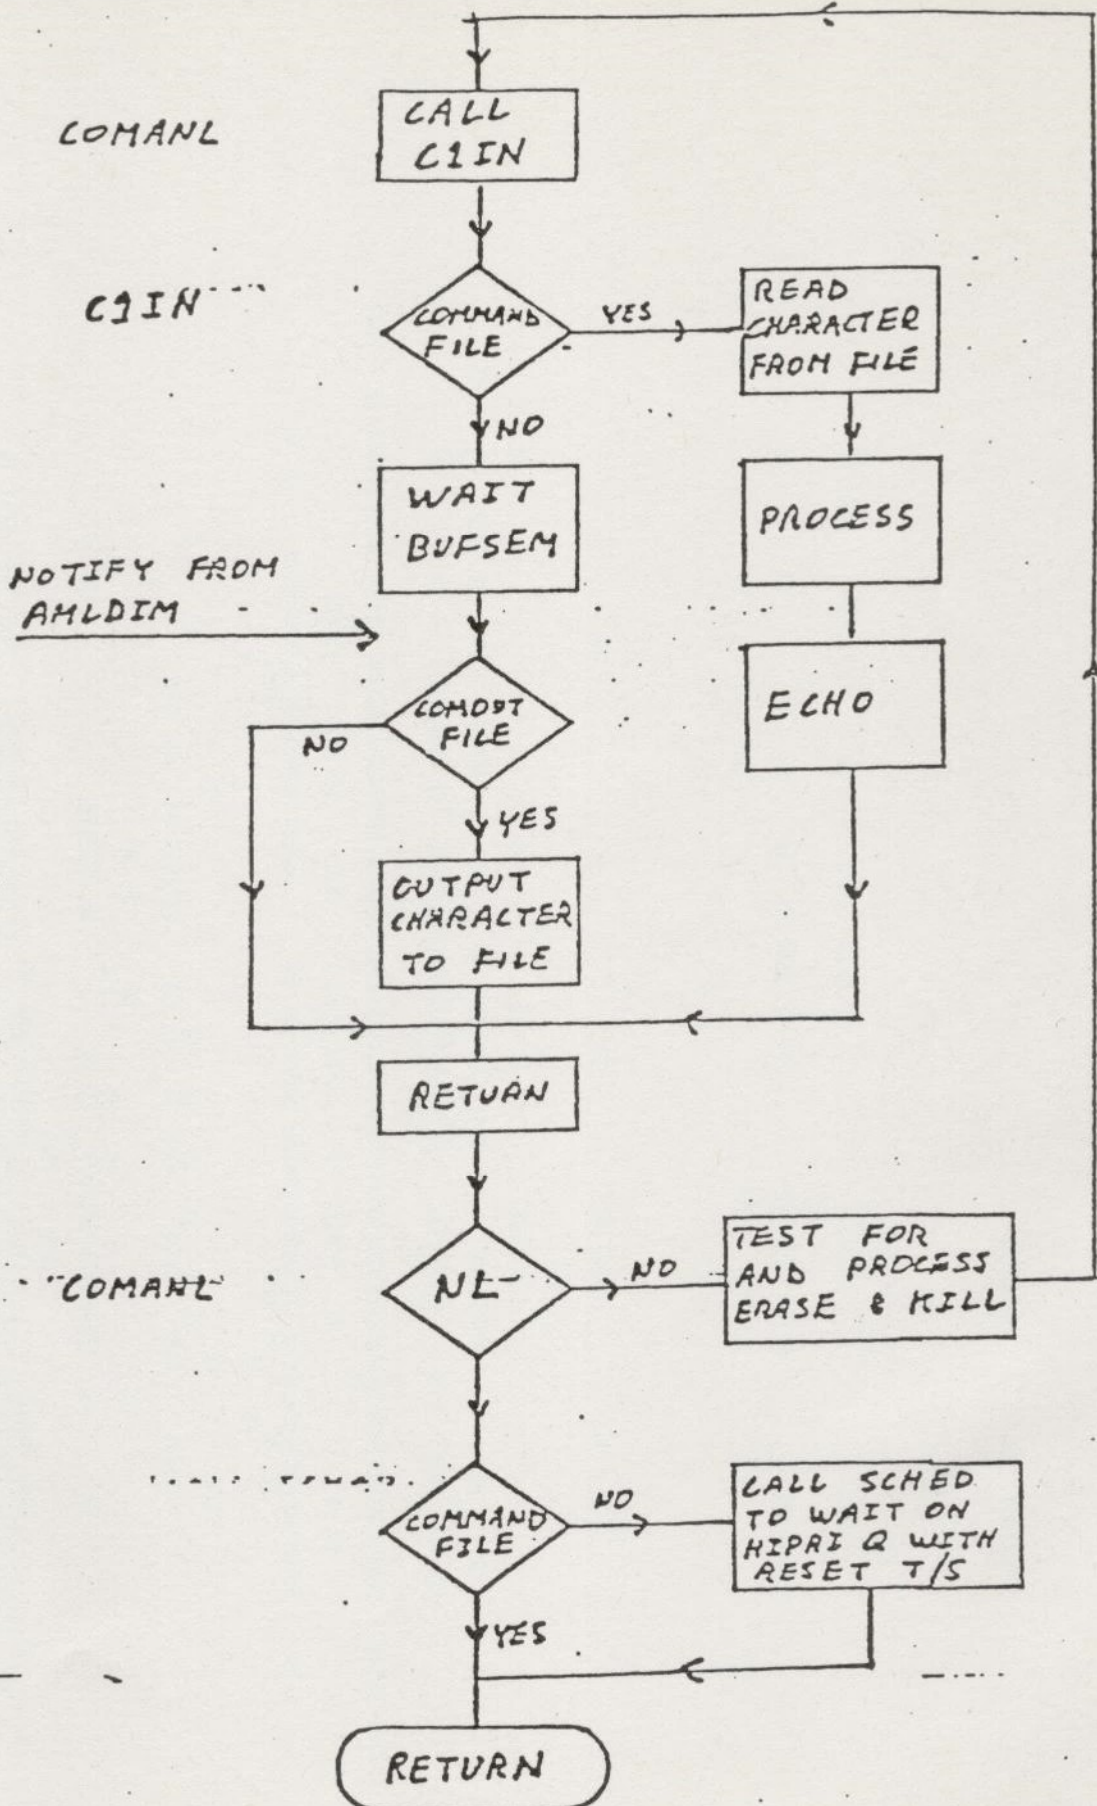 COMANL
CALL
C1IN
C1IN
COMMAND
FILE
YES
READ
CHARACTER
FROM FILE
NO
WAIT
BUFSEM
PROCESS
NOTIFY FROM
AMLDIM
COMOUT
FILE
NO
ECHO
YES
OUTPUT
CHARACTER
TO FILE
RETURN
COMANL
NL
NO
TEST FOR
AND PROCESS
ERASE & KILL
COMMAND
FILE
NO
CALL SCHED
TO WAIT ON
HIPRI Q WITH
RESET T/S
YES
RETURN